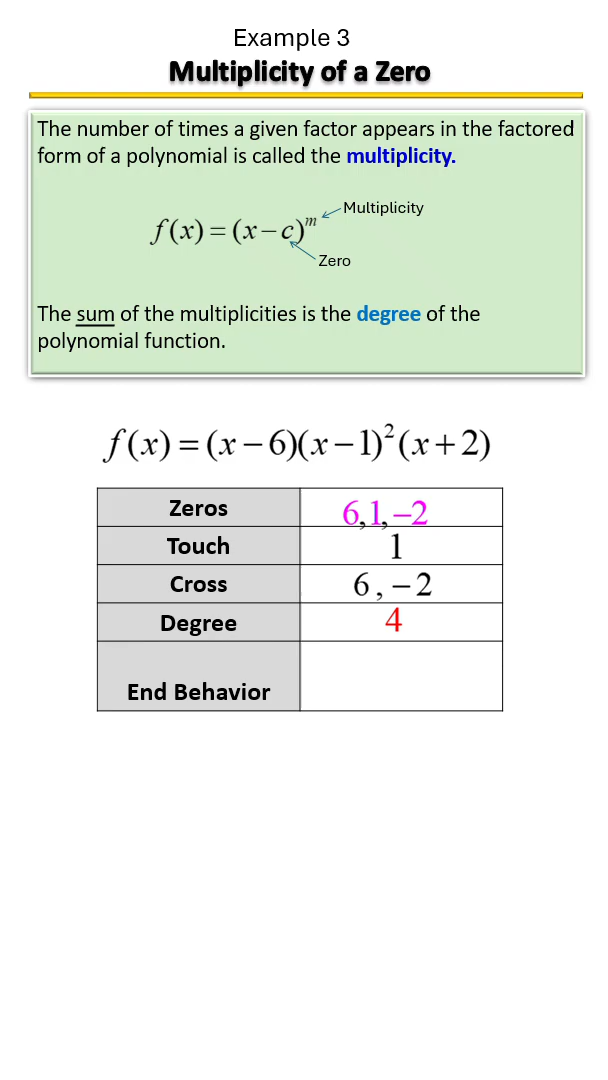 Example 3
Multiplicity of a Zero
The number of times a given factor appears in the factored
form of a polynomial is called the multiplicity.
Multiplicity
f(x) = (x − c)^m
Zero
The sum of the multiplicities is the degree of the
polynomial function.
f(x) = (x − 6)(x − 1)²(x + 2)
Zeros 6, 1, −2
Touch 1
Cross 6, −2
Degree 4
End Behavior